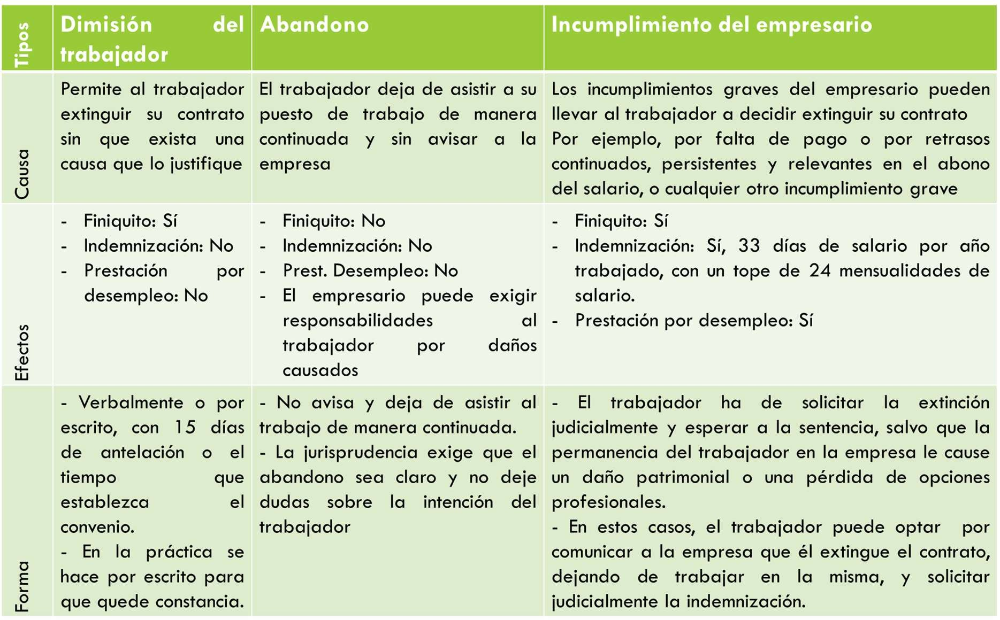 Tipos
Dimisión del
trabajador
Abandono
Incumplimiento del empresario
Causa
Permite al trabajador
extinguir su contrato
sin que exista una
causa que lo justifique
El trabajador deja de asistir a su
puesto de trabajo de manera
continuada y sin avisar a la
empresa
Los incumplimientos graves del empresario pueden
llevar al trabajador a decidir extinguir su contrato
Por ejemplo, por falta de pago o por retrasos
continuados, persistentes y relevantes en el abono
del salario, o cualquier otro incumplimiento grave
Efectos
- Finiquito: Sí
- Indemnización: No
- Prestación por
desempleo: No
- Finiquito: No
- Indemnización: No
- Prest. Desempleo: No
- El empresario puede exigir
responsabilidades al
trabajador por daños
causados
- Finiquito: Sí
- Indemnización: Sí, 33 días de salario por año
trabajado, con un tope de 24 mensualidades de
salario.
- Prestación por desempleo: Sí
Forma
- Verbalmente o por
escrito, con 15 días
de antelación o el
tiempo que
establezca el
convenio.
- En la práctica se
hace por escrito para
que quede constancia.
- No avisa y deja de asistir al
trabajo de manera continuada.
- La jurisprudencia exige que el
abandono sea claro y no deje
dudas sobre la intención del
trabajador
- El trabajador ha de solicitar la extinción
judicialmente y esperar a la sentencia, salvo que la
permanencia del trabajador en la empresa le cause
un daño patrimonial o una pérdida de opciones
profesionales.
- En estos casos, el trabajador puede optar por
comunicar a la empresa que él extingue el contrato,
dejando de trabajar en la misma, y solicitar
judicialmente la indemnización.